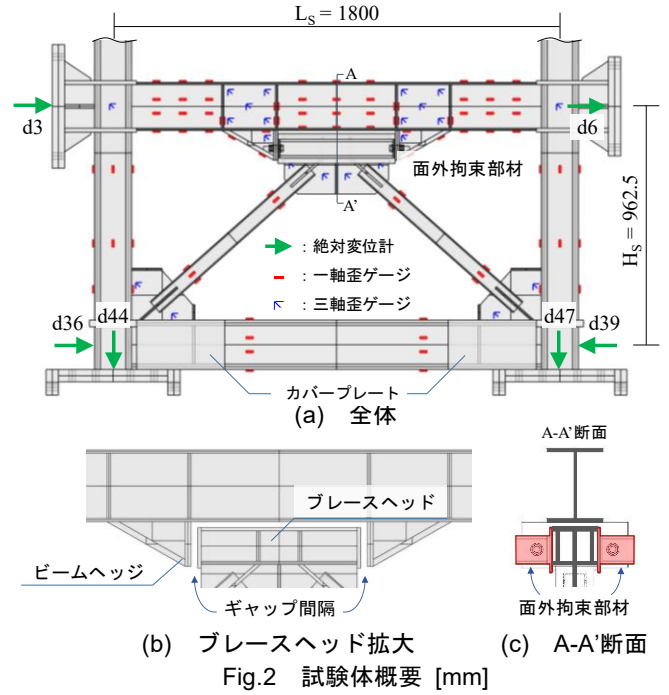 L_S = 1800
A
d3
d6
面外拘束部材
A'
H_S = 962.5
：絶対変位計
：一軸歪ゲージ
：三軸歪ゲージ
d36
d44
d47
d39
カバープレート
(a) 全体
A-A'断面
ブレースヘッド
ビームヘッジ
ギャップ間隔
面外拘束部材
(b) ブレースヘッド拡大
(c) A-A'断面
Fig.2 試験体概要 [mm]